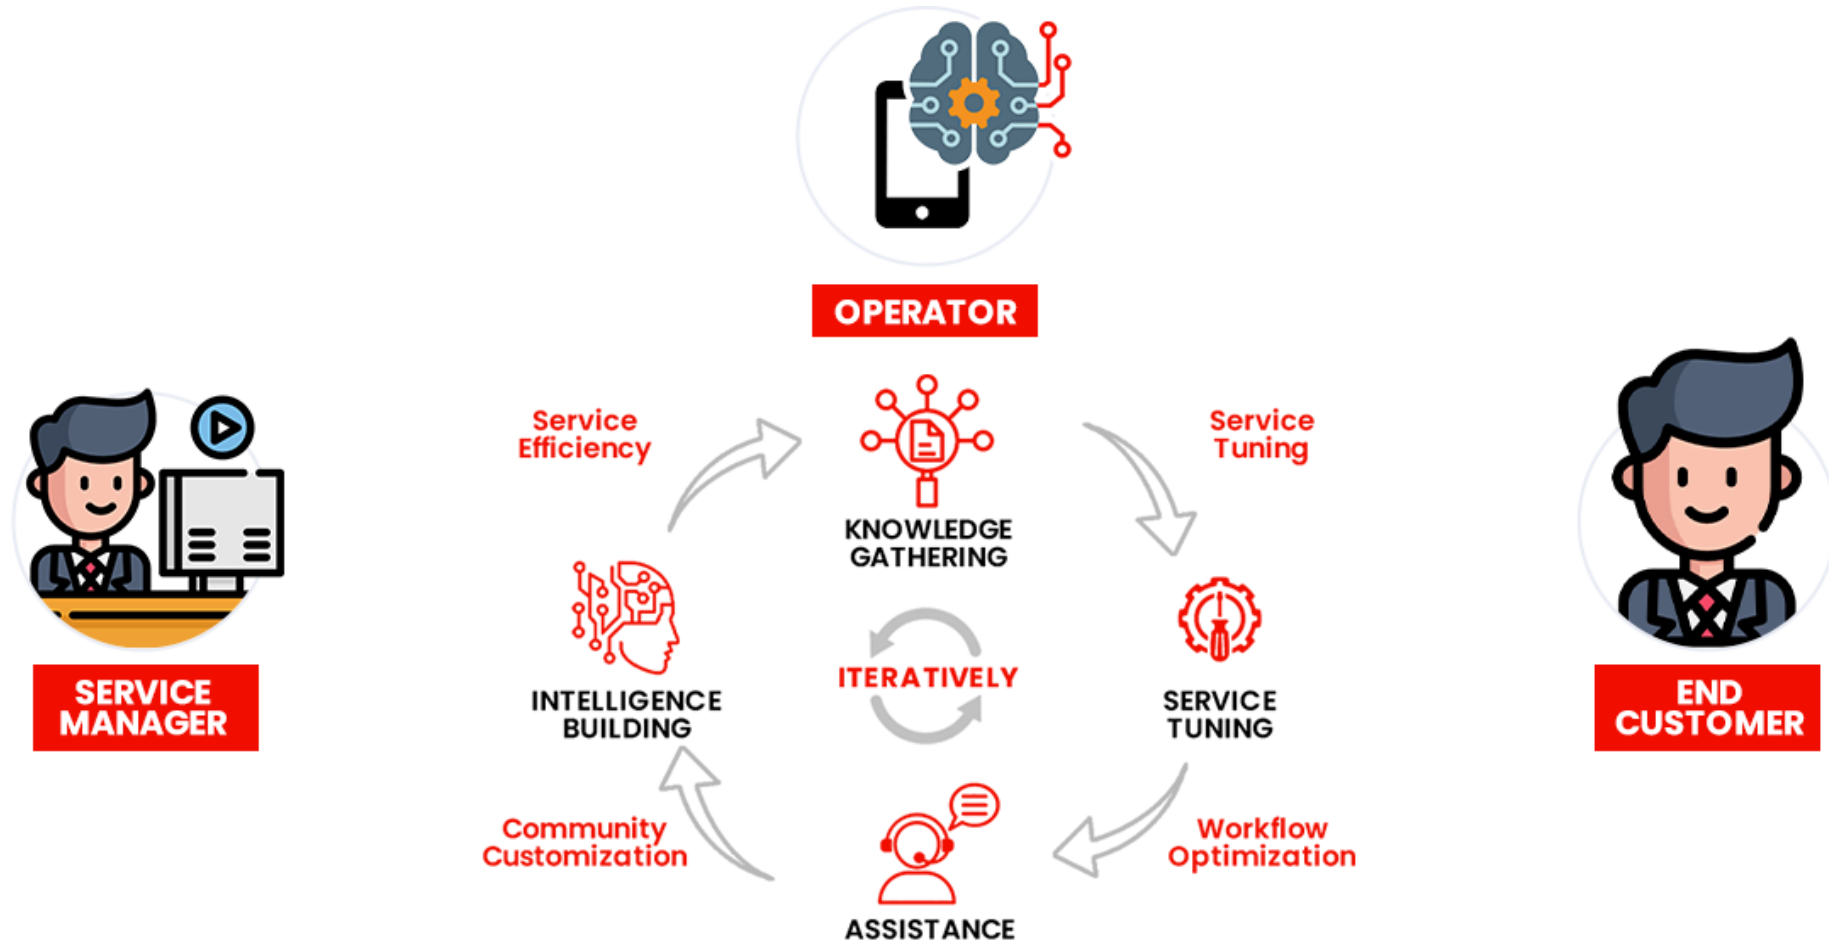 OPERATOR
Service
Efficiency
Service
Tuning
KNOWLEDGE
GATHERING
SERVICE
MANAGER
INTELLIGENCE
BUILDING
ITERATIVELY
SERVICE
TUNING
END
CUSTOMER
Community
Customization
Workflow
Optimization
ASSISTANCE